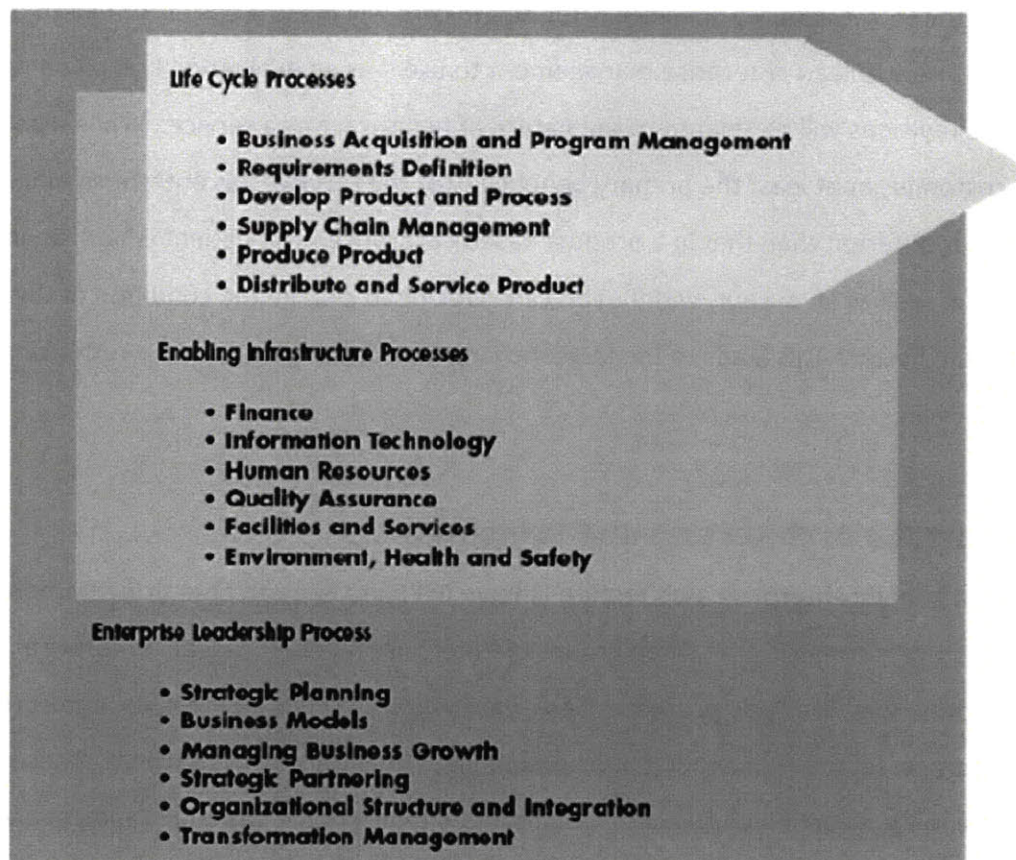 Life Cycle Processes
• Business Acquisition and Program Management
• Requirements Definition
• Develop Product and Process
• Supply Chain Management
• Produce Product
• Distribute and Service Product
Enabling Infrastructure Processes
• Finance
• Information Technology
• Human Resources
• Quality Assurance
• Facilities and Services
• Environment, Health and Safety
Enterprise Leadership Process
• Strategic Planning
• Business Models
• Managing Business Growth
• Strategic Partnering
• Organizational Structure and Integration
• Transformation Management